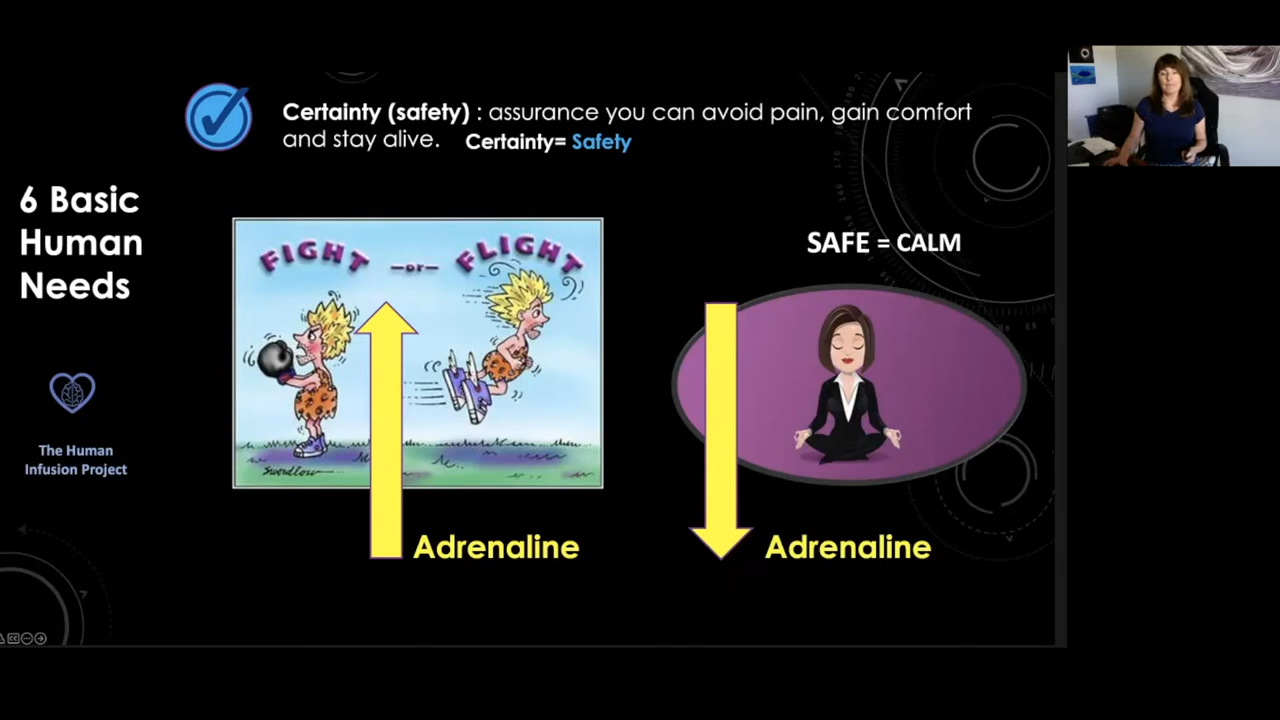 Certainty (safety) : assurance you can avoid pain, gain comfort
and stay alive. Certainty= Safety
6 Basic
Human
Needs
The Human
Infusion Project
FIGHT —or— FLIGHT
Swerdlow
Adrenaline
SAFE = CALM
Adrenaline